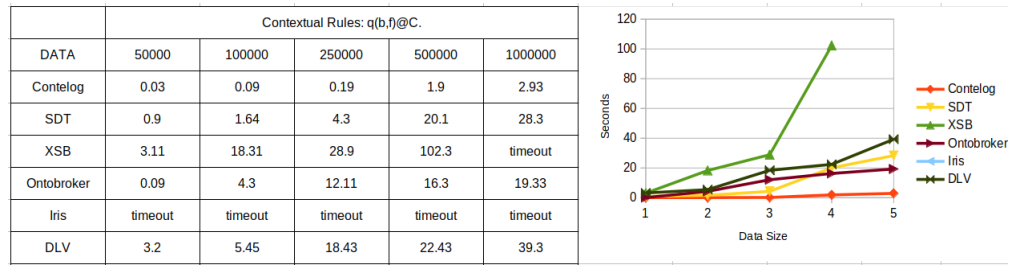 Contextual Rules: q(b,f)@C.
DATA 50000 100000 250000 500000 1000000
Contelog 0.03 0.09 0.19 1.9 2.93
SDT 0.9 1.64 4.3 20.1 28.3
XSB 3.11 18.31 28.9 102.3 timeout
Ontobroker 0.09 4.3 12.11 16.3 19.33
Iris timeout timeout timeout timeout timeout
DLV 3.2 5.45 18.43 22.43 39.3
120
100
80
60
40
20
0
Seconds
1 2 3 4 5
Data Size
Contelog
SDT
XSB
Ontobroker
Iris
DLV